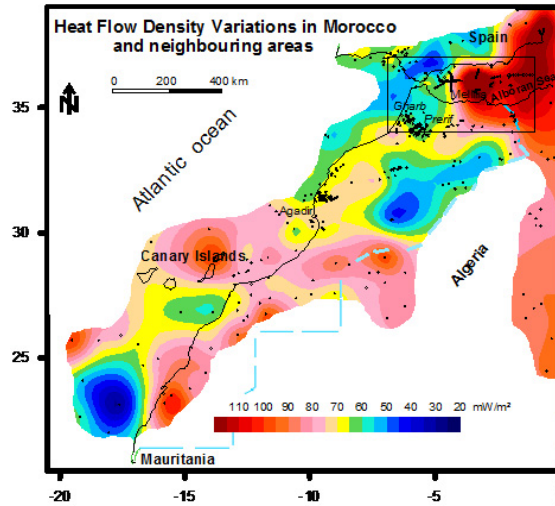 Heat Flow Density Variations in Morocco
and neighbouring areas
Spain
0 200 400 km
N
Melilla
Alboran Sea
Gharb
Prerif
35
Atlantic ocean
Agadir
30
Canary Islands
Algeria
25
110 100 90 80 70 60 50 40 30 20 mW/m²
Mauritania
-20 -15 -10 -5 0